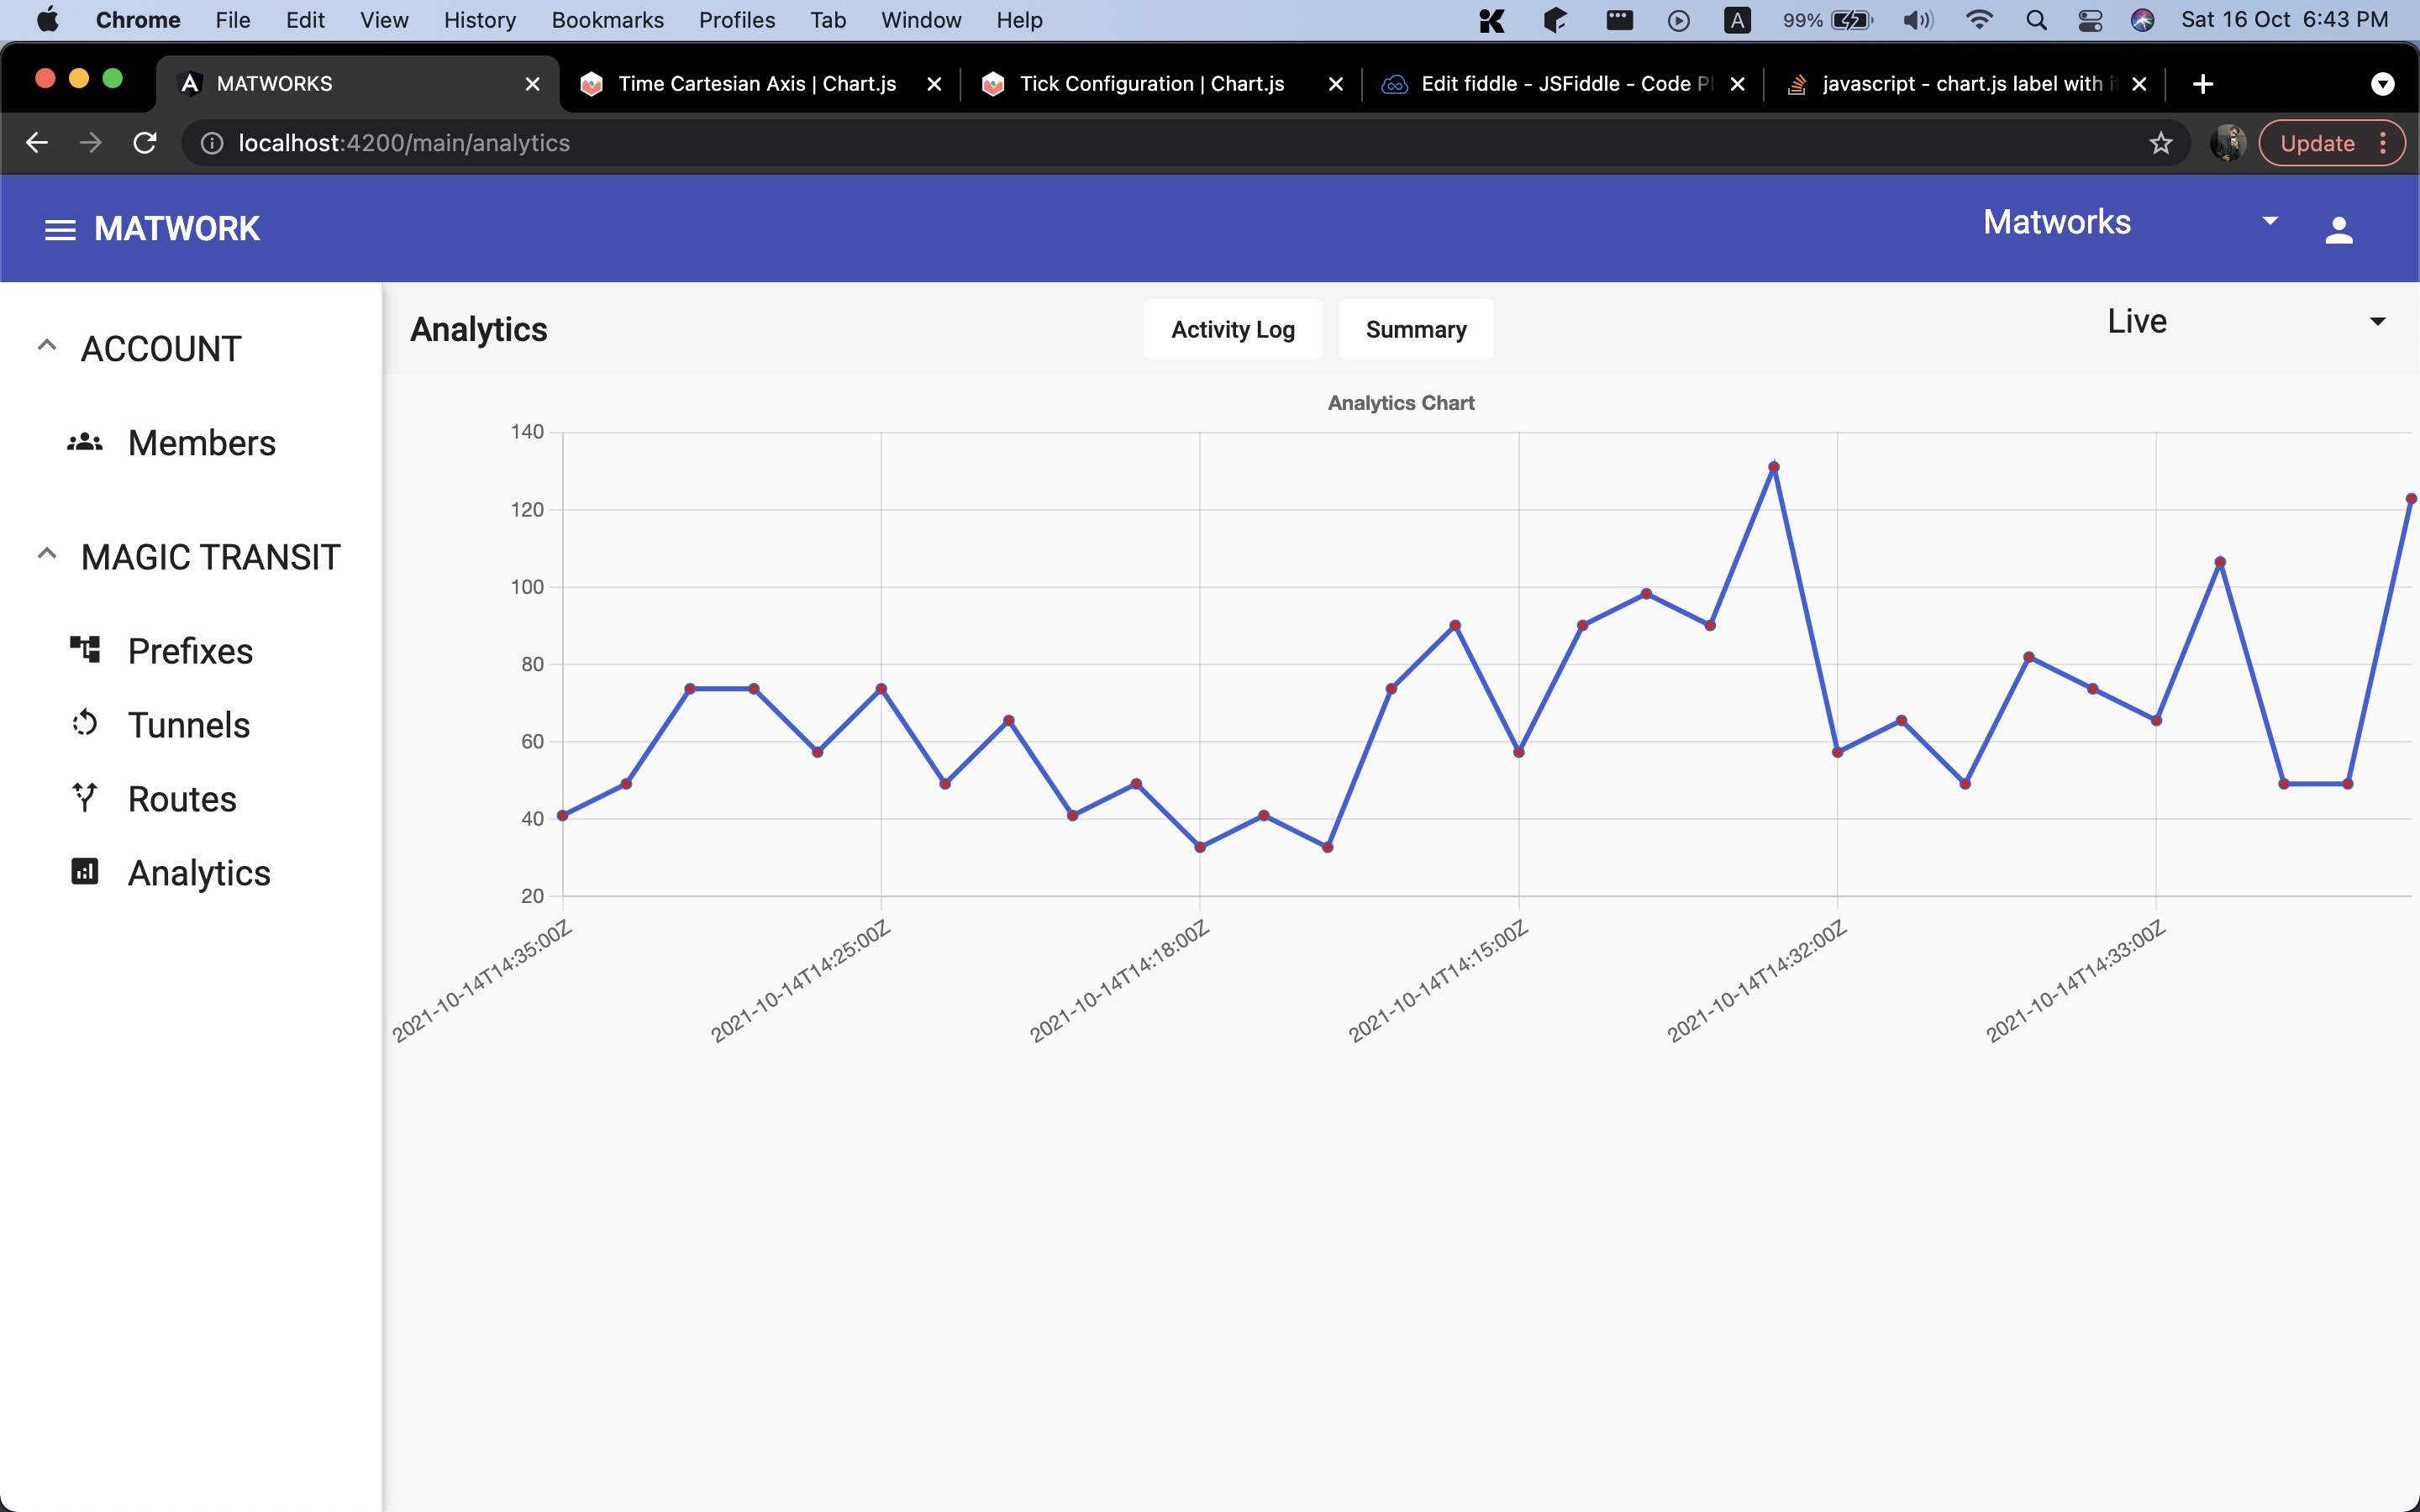 Chrome File Edit View History Bookmarks Profiles Tab Window Help A 99% Sat 16 Oct 6:43 PM
MATWORKS Time Cartesian Axis | Chart.js Tick Configuration | Chart.js Edit fiddle - JSFiddle - Code Pl javascript - chart.js label with
localhost:4200/main/analytics Update
MATWORK Matworks
ACCOUNT
Members
MAGIC TRANSIT
Prefixes
Tunnels
Routes
Analytics
Analytics Activity Log Summary Live
Analytics Chart
140
120
100
80
60
40
20
2021-10-14T14:35:00Z 2021-10-14T14:25:00Z 2021-10-14T14:18:00Z 2021-10-14T14:15:00Z 2021-10-14T14:32:00Z 2021-10-14T14:33:00Z